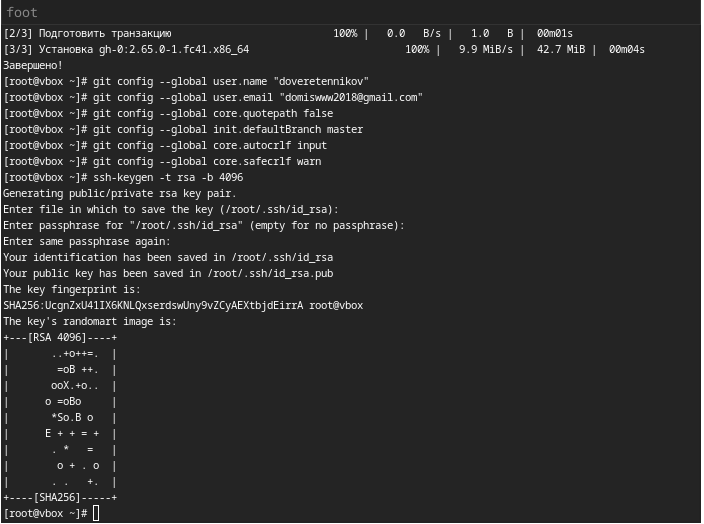 foot
[2/3] Подготовить транзакцию                           100% |   0.0   B/s |   1.0   B |  00m01s
[3/3] Установка gh-0:2.65.0-1.fc41.x86_64                          100% |   9.9 MiB/s |  42.7 MiB |  00m04s
Завершено!
[root@vbox ~]# git config --global user.name "doveretennikov"
[root@vbox ~]# git config --global user.email "domiswww2018@gmail.com"
[root@vbox ~]# git config --global core.quotepath false
[root@vbox ~]# git config --global init.defaultBranch master
[root@vbox ~]# git config --global core.autocrlf input
[root@vbox ~]# git config --global core.safecrlf warn
[root@vbox ~]# ssh-keygen -t rsa -b 4096
Generating public/private rsa key pair.
Enter file in which to save the key (/root/.ssh/id_rsa):
Enter passphrase for "/root/.ssh/id_rsa" (empty for no passphrase):
Enter same passphrase again:
Your identification has been saved in /root/.ssh/id_rsa
Your public key has been saved in /root/.ssh/id_rsa.pub
The key fingerprint is:
SHA256:UcgnZxU41IX6KNLQxserdswUny9vZCyAEXtbjdEirrA root@vbox
The key's randomart image is:
+---[RSA 4096]----+
|       ..+o++=.  |
|        =oB ++.  |
|       ooX.+o..  |
|      o =oBo     |
|       *So.B o   |
|      E + + = +  |
|       . *   =   |
|        o + . o  |
|       . .   +.  |
+----[SHA256]-----+
[root@vbox ~]#